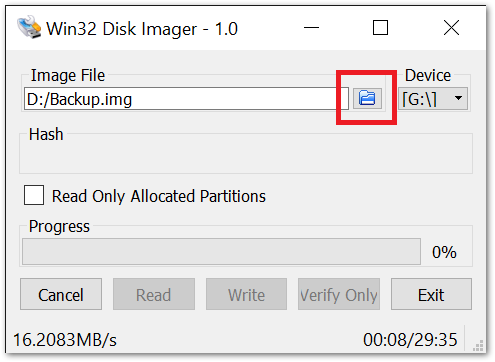 Win32 Disk Imager - 1.0
Image File
Device
D:/Backup.img
[G:\]
Hash
Read Only Allocated Partitions
Progress
0%
Cancel
Read
Write
Verify Only
Exit
16.2083MB/s
00:08/29:35